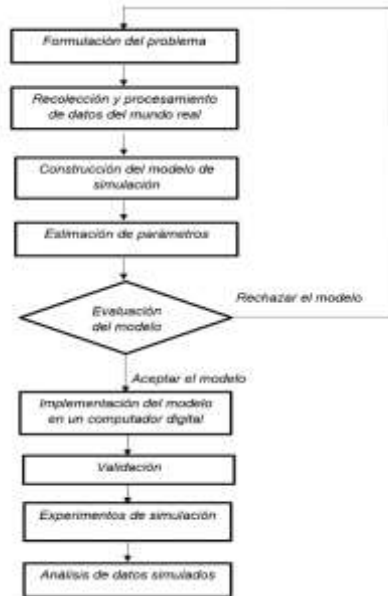 Formulación del problema
Recolección y procesamiento
de datos del mundo real
Construcción del modelo de
simulación
Estimación de parámetros
Evaluación
del modelo
Rechazar el modelo
Aceptar el modelo
Implementación del modelo
en un computador digital
Validación
Experimentos de simulación
Análisis de datos simulados